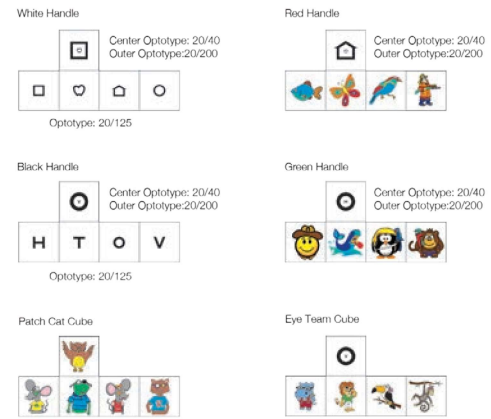 White Handle
Center Optotype: 20/40
Outer Optotype:20/200
Optotype: 20/125
Red Handle
Center Optotype: 20/40
Outer Optotype:20/200
Black Handle
Center Optotype: 20/40
Outer Optotype:20/200
H T O V
Optotype: 20/125
Green Handle
Center Optotype: 20/40
Outer Optotype:20/200
Patch Cat Cube
Eye Team Cube